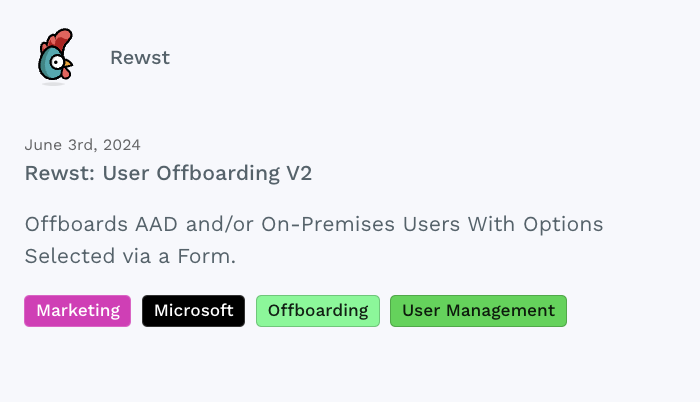 Rewst
June 3rd, 2024
Rewst: User Offboarding V2
Offboards AAD and/or On-Premises Users With Options
Selected via a Form.
Marketing Microsoft Offboarding User Management